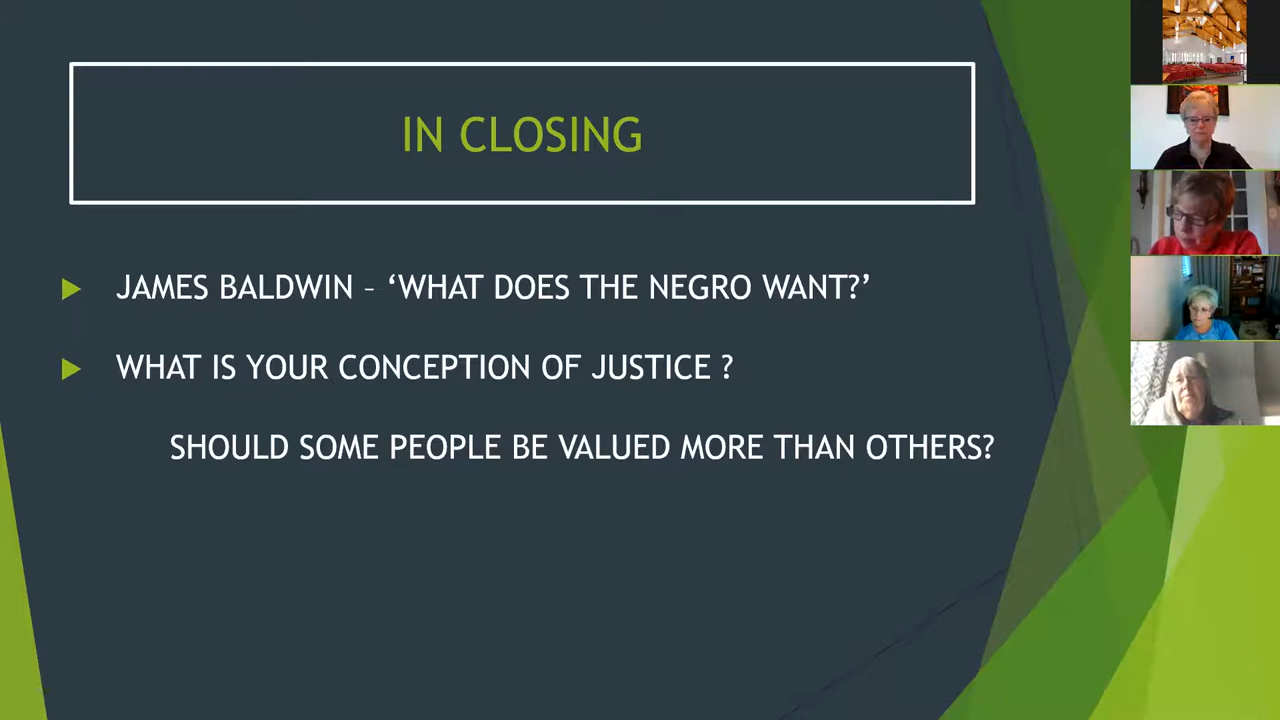 IN CLOSING
JAMES BALDWIN – ‘WHAT DOES THE NEGRO WANT?’
WHAT IS YOUR CONCEPTION OF JUSTICE ?
SHOULD SOME PEOPLE BE VALUED MORE THAN OTHERS?